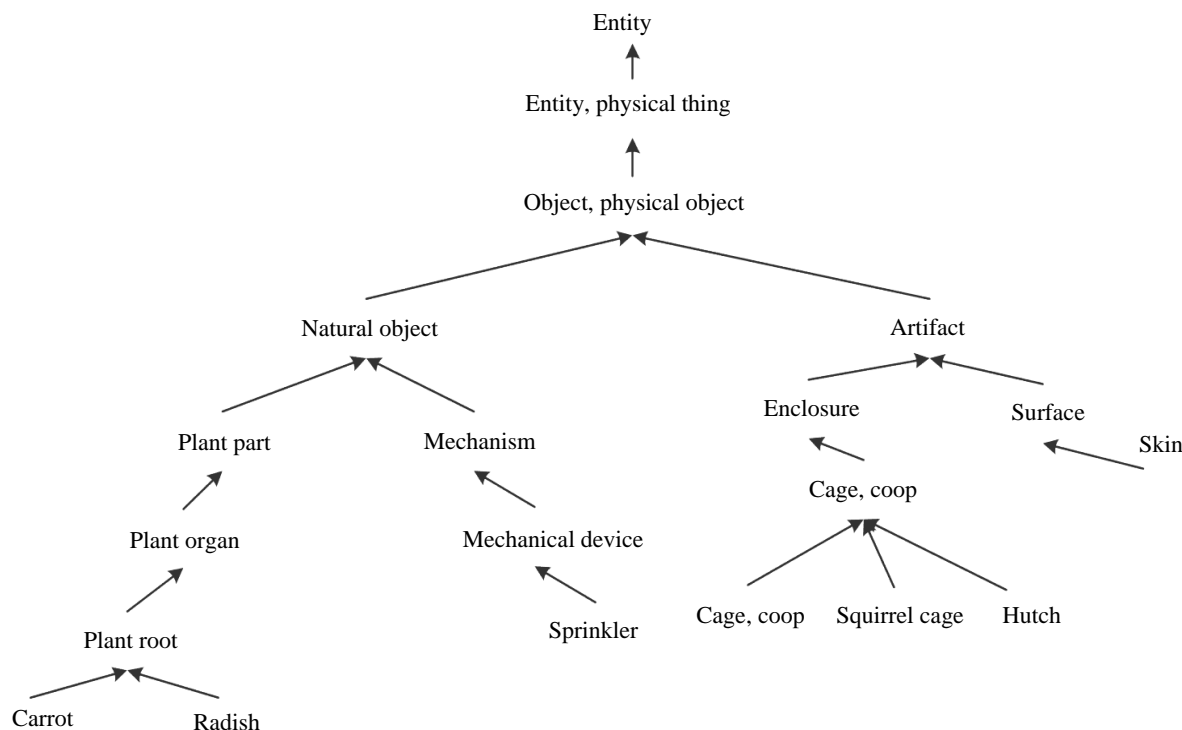 Entity
Entity, physical thing
Object, physical object
Natural object
Artifact
Enclosure
Surface
Plant part
Mechanism
Skin
Cage, coop
Plant organ
Mechanical device
Cage, coop
Squirrel cage
Hutch
Sprinkler
Plant root
Carrot
Radish